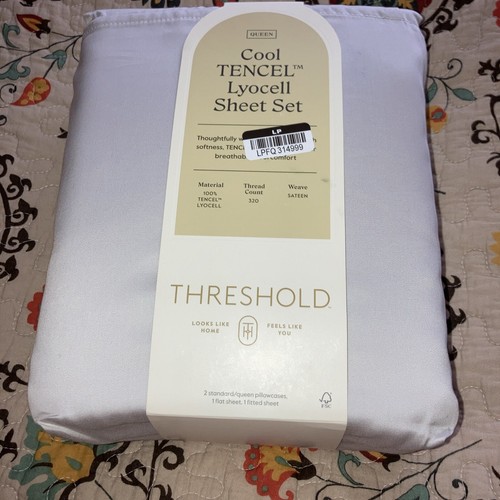 QUEEN
Cool
TENCEL™
Lyocell
Sheet Set
Thoughtfully
LP
LPFQ 314999
softness, TENC
breathab comfort
Material
Thread
Count
Weave
100%
TENCEL™
LYOCELL
320
SATEEN
THRESHOLD™
LOOKS LIKE
HOME
FEELS LIKE
YOU
2 standard/queen pillowcases,
1 flat sheet, 1 fitted sheet
FSC